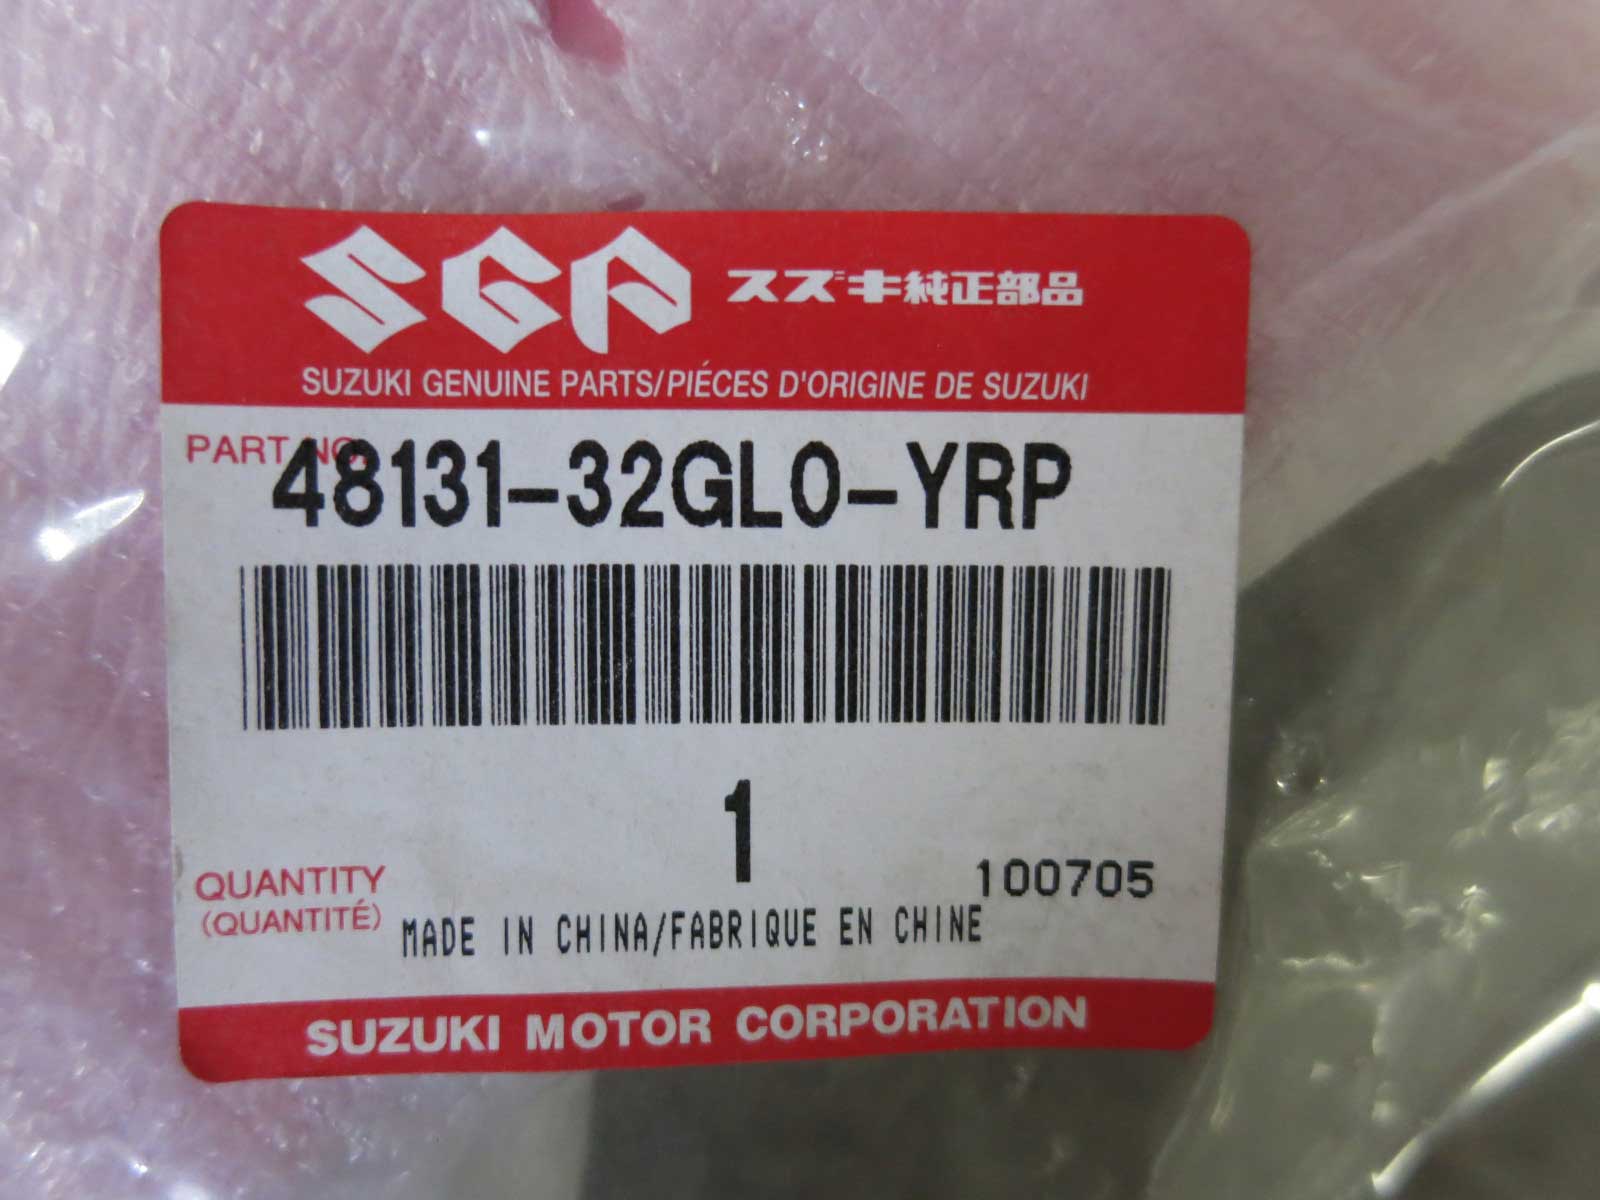 SGP スズキ純正部品
SUZUKI GENUINE PARTS/PIÉCES D'ORIGINE DE SUZUKI
PART NO.
48131-32GL0-YRP
1
100705
QUANTITY
(QUANTITÉ)
MADE IN CHINA/FABRIQUE EN CHINE
SUZUKI MOTOR CORPORATION